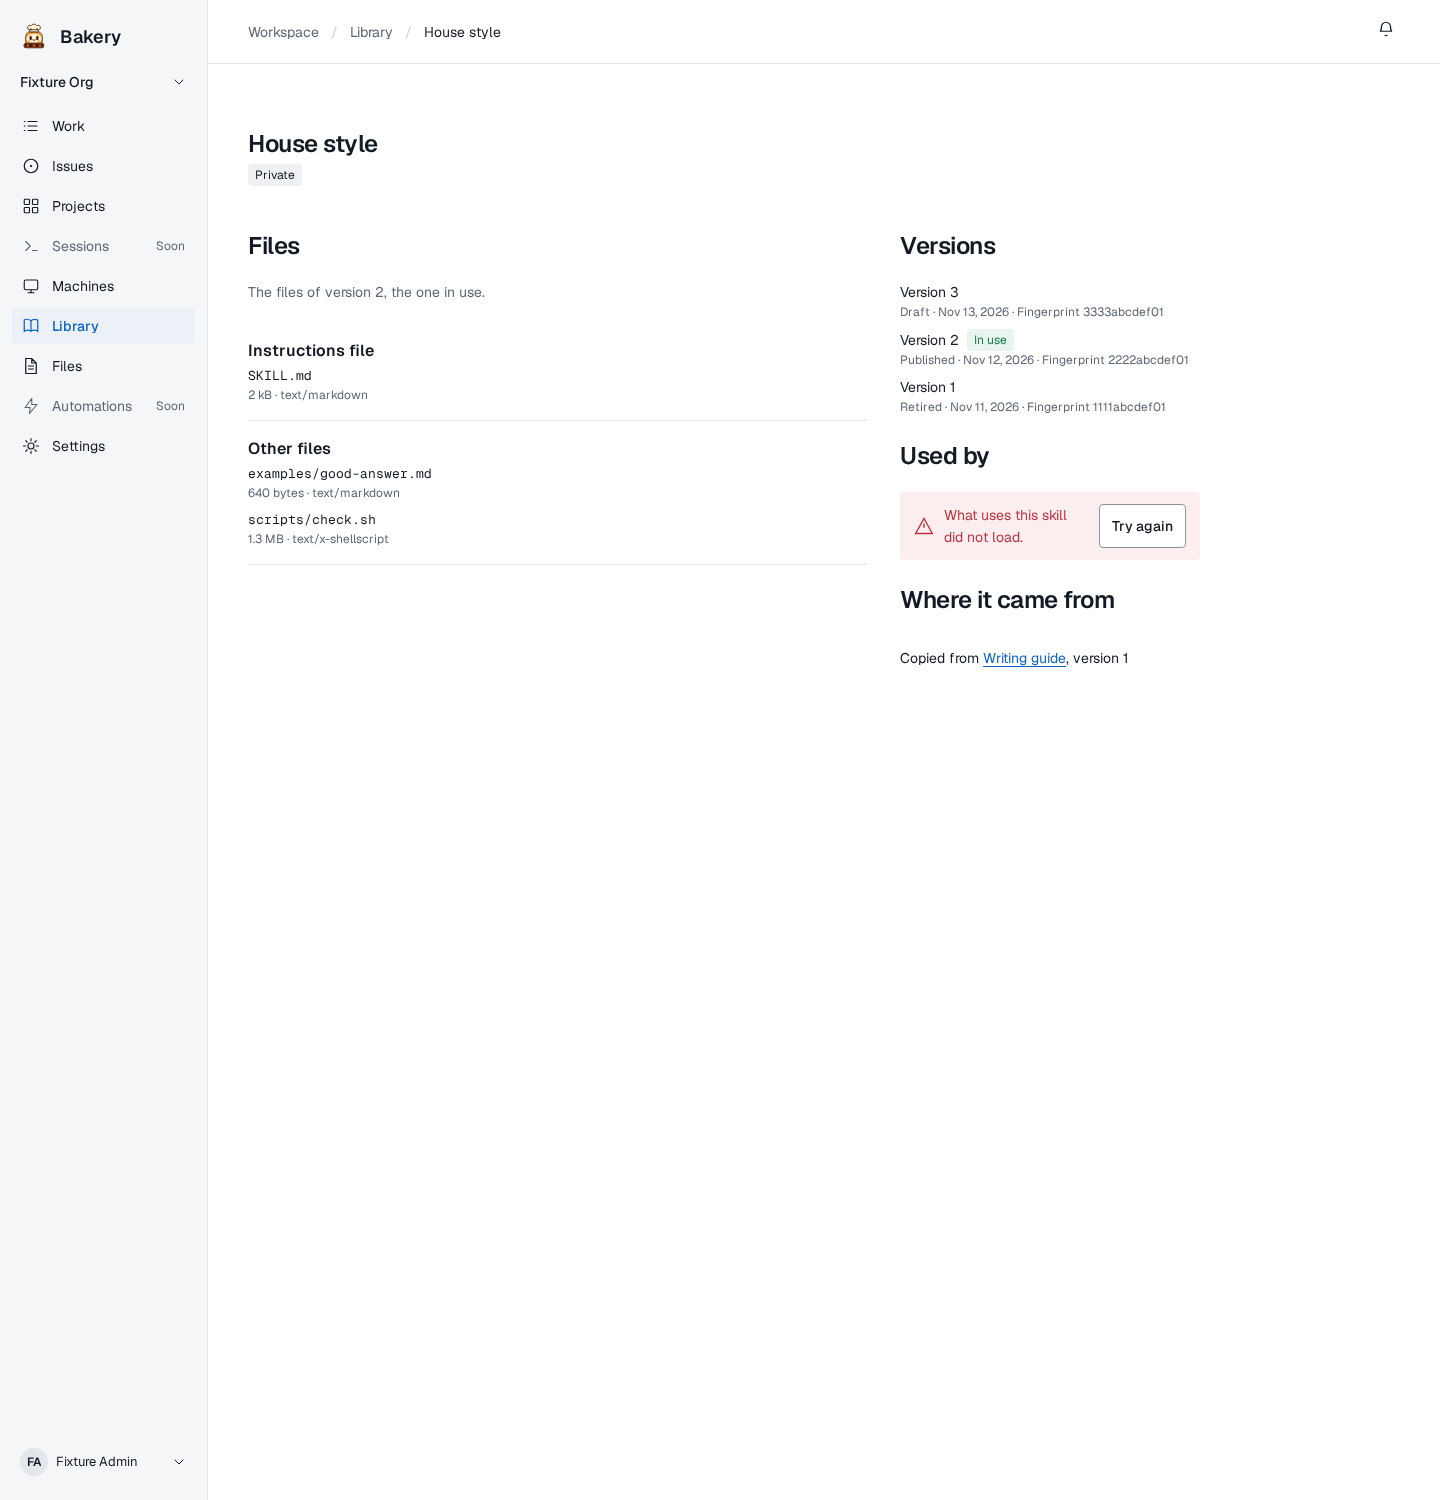 Bakery
Fixture Org
Work
Issues
Projects
Sessions Soon
Machines
Library
Files
Automations Soon
Settings
FA Fixture Admin
Workspace / Library / House style
House style
Private
Files
The files of version 2, the one in use.
Instructions file
SKILL.md
2 kB · text/markdown
Other files
examples/good-answer.md
640 bytes · text/markdown
scripts/check.sh
1.3 MB · text/x-shellscript
Versions
Version 3
Draft · Nov 13, 2026 · Fingerprint 3333abcdef01
Version 2 In use
Published · Nov 12, 2026 · Fingerprint 2222abcdef01
Version 1
Retired · Nov 11, 2026 · Fingerprint 1111abcdef01
Used by
What uses this skill
did not load.
Try again
Where it came from
Copied from Writing guide, version 1